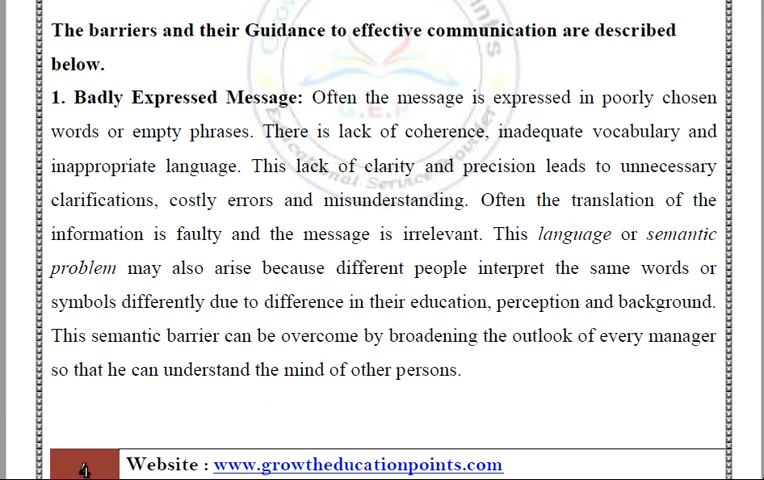 The barriers and their Guidance to effective communication are described
below.
1. Badly Expressed Message: Often the message is expressed in poorly chosen
words or empty phrases. There is lack of coherence, inadequate vocabulary and
inappropriate language. This lack of clarity and precision leads to unnecessary
clarifications, costly errors and misunderstanding. Often the translation of the
information is faulty and the message is irrelevant. This language or semantic
problem may also arise because different people interpret the same words or
symbols differently due to difference in their education, perception and background.
This semantic barrier can be overcome by broadening the outlook of every manager
so that he can understand the mind of other persons.
4 Website : www.growtheducationpoints.com
G.E.P